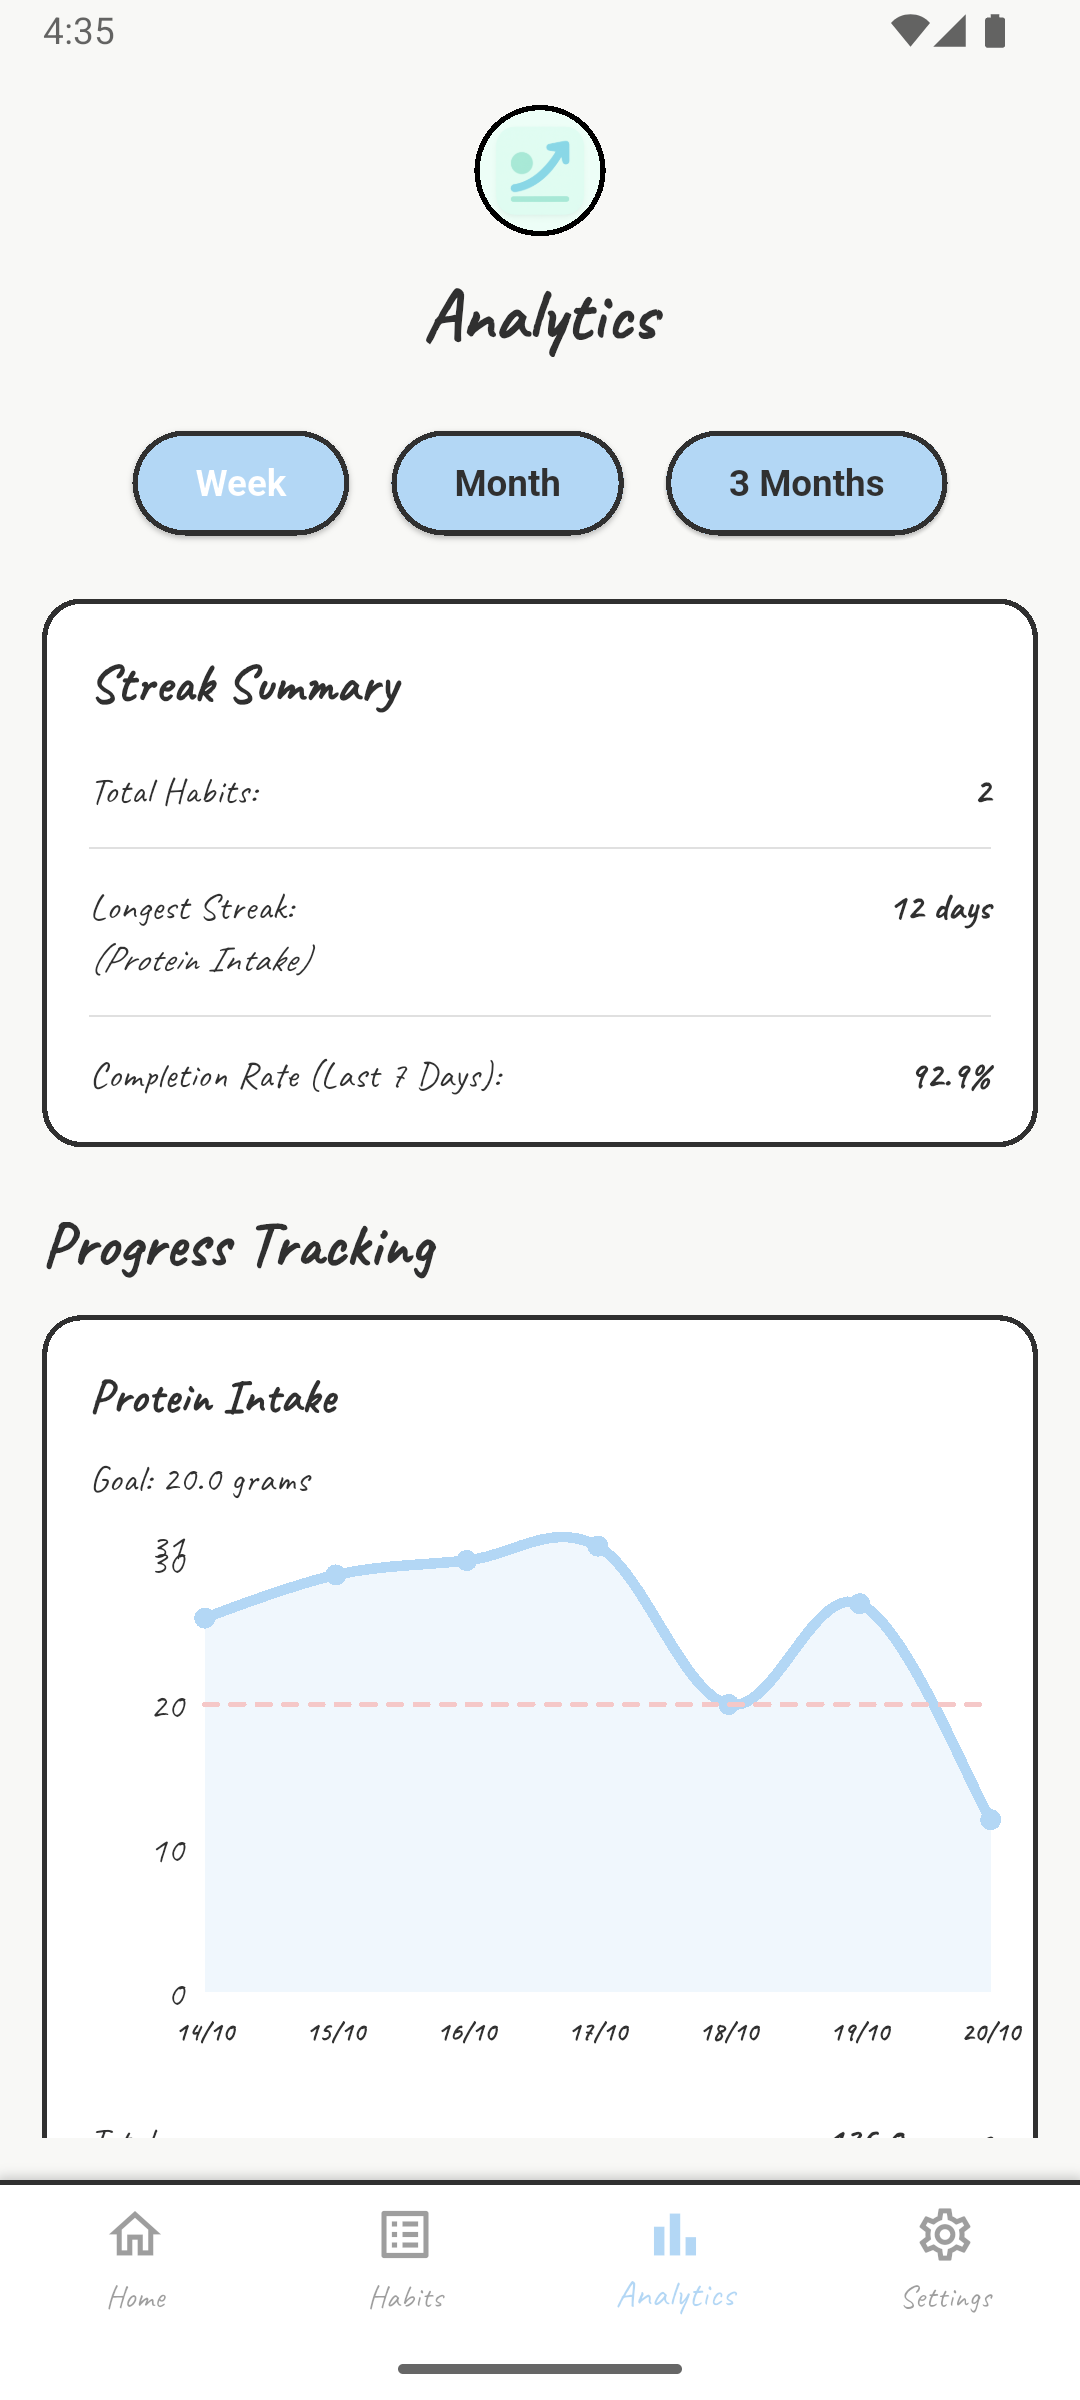 4:35
Analytics
Week Month 3 Months
Streak Summary
Total Habits: 2
Longest Streak: 12 days
(Protein Intake)
Completion Rate (Last 7 Days): 92.9%
Progress Tracking
Protein Intake
Goal: 20.0 grams
31
30
20
10
0
14/10 15/10 16/10 17/10 18/10 19/10 20/10
Home Habits Analytics Settings